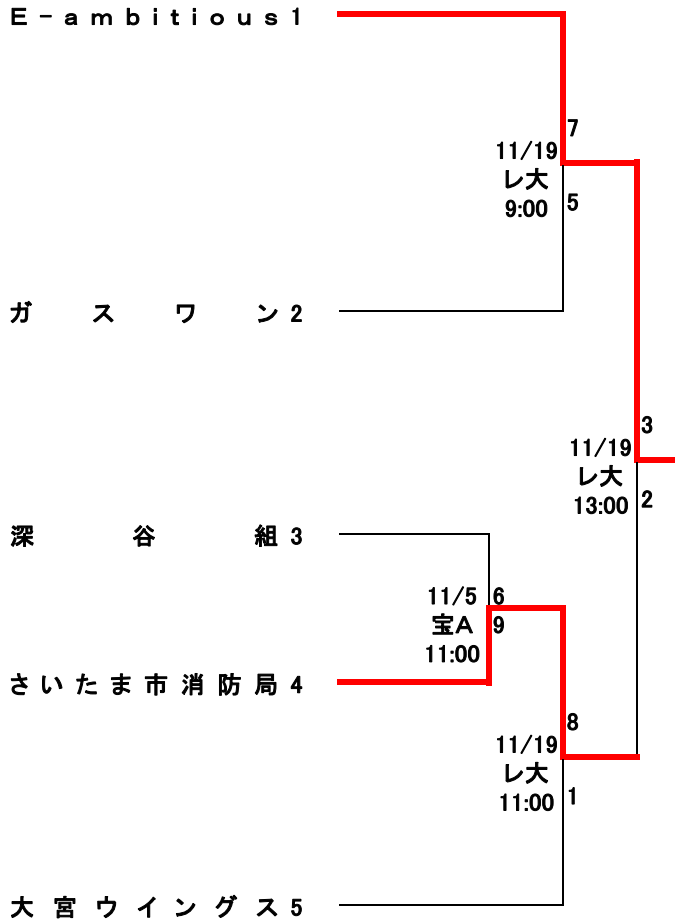 E-ambitious 1
7
11/19
レ大
9:00
5
ガスワン 2
3
11/19
レ大
13:00
2
深谷組 3
11/5
6
宝A
9
11:00
さいたま市消防局 4
8
11/19
レ大
11:00
1
大宮ウイングス 5